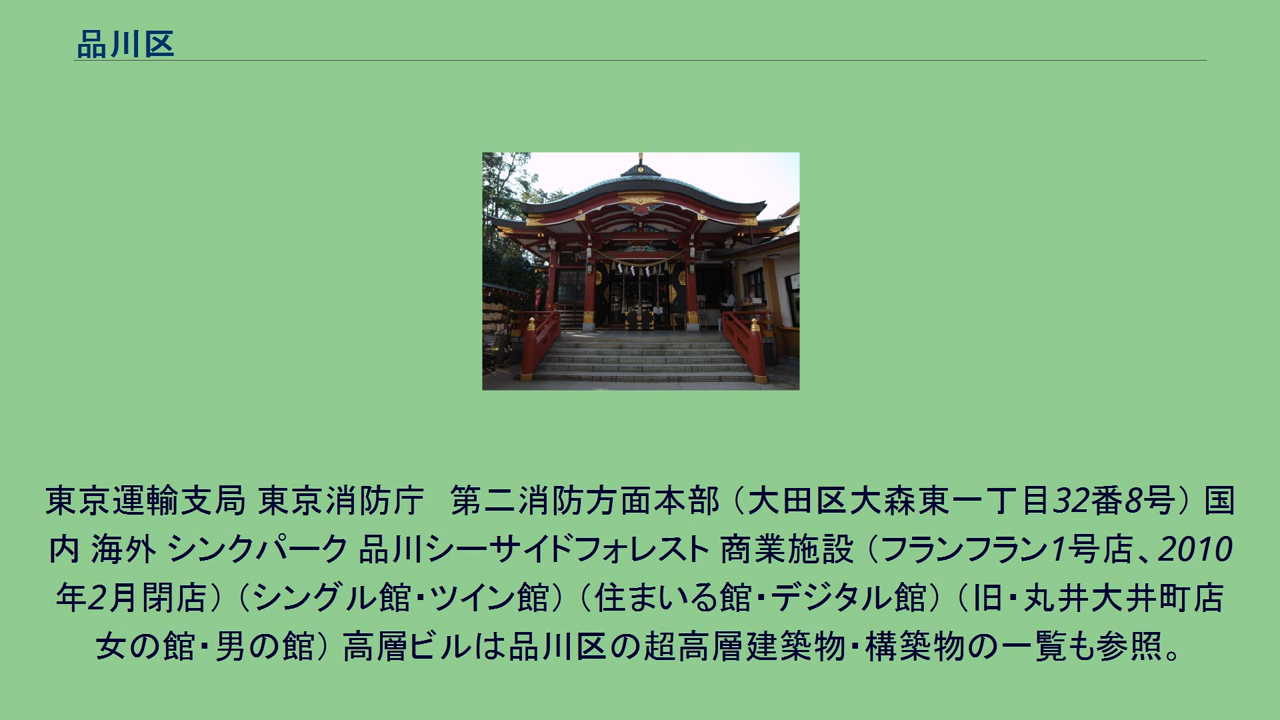 品川区
東京運輸支局 東京消防庁　第二消防方面本部（大田区大森東一丁目32番8号）国
内 海外 シンクパーク 品川シーサイドフォレスト 商業施設（フランフラン1号店、2010
年2月閉店）（シングル館・ツイン館）（住まいる館・デジタル館）（旧・丸井大井町店
女の館・男の館）高層ビルは品川区の超高層建築物・構築物の一覧も参照。